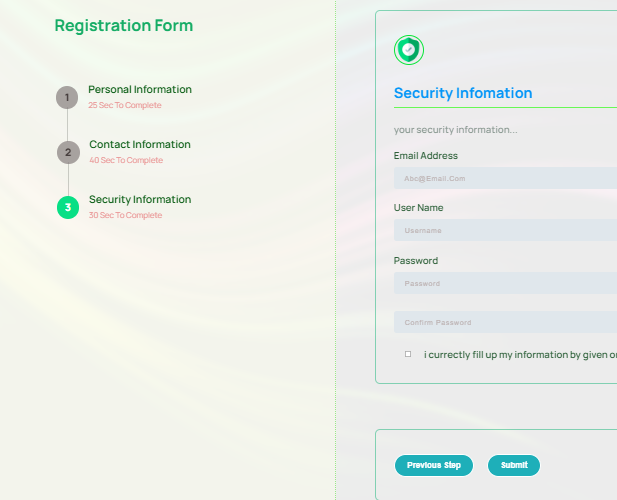 Registration Form
1
Personal Information
25 Sec To Complete
2
Contact Information
40 Sec To Complete
3
Security Information
30 Sec To Complete
Security Infomation
your security infomation...
Email Address
Abc@Email.Com
User Name
Username
Password
Password
Confirm Password
i currectly fill up my information by given
Previous Step
Submit